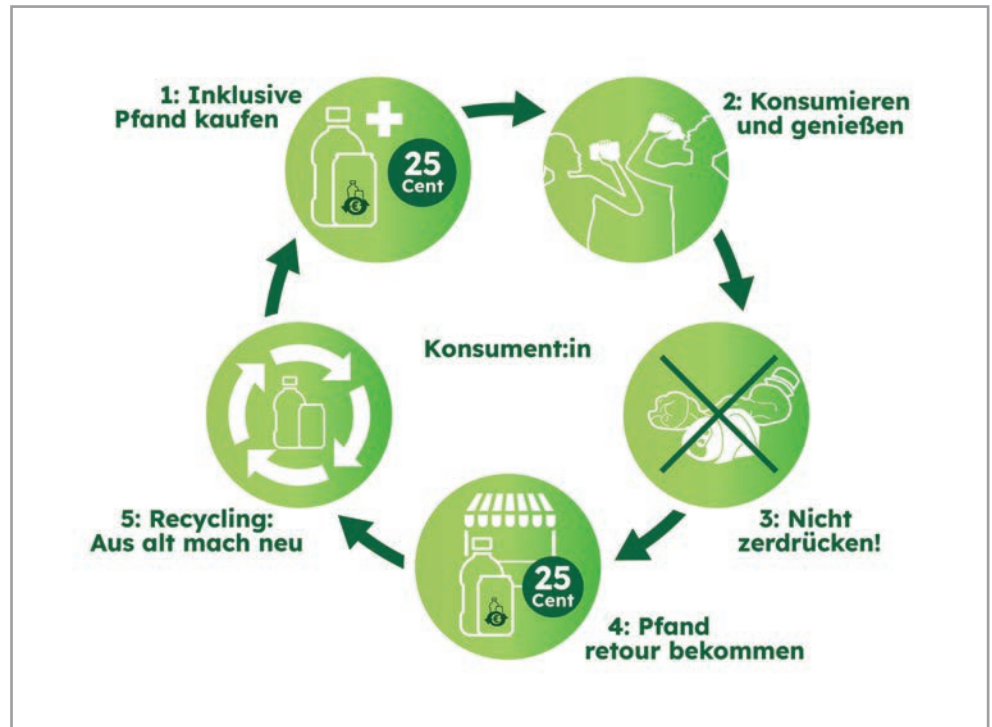 1: Inklusive
Pfand kaufen
25
Cent
2: Konsumieren
und genießen
Konsument:in
3: Nicht
zerdrücken!
25
Cent
4: Pfand
retour bekommen
5: Recycling:
Aus alt mach neu